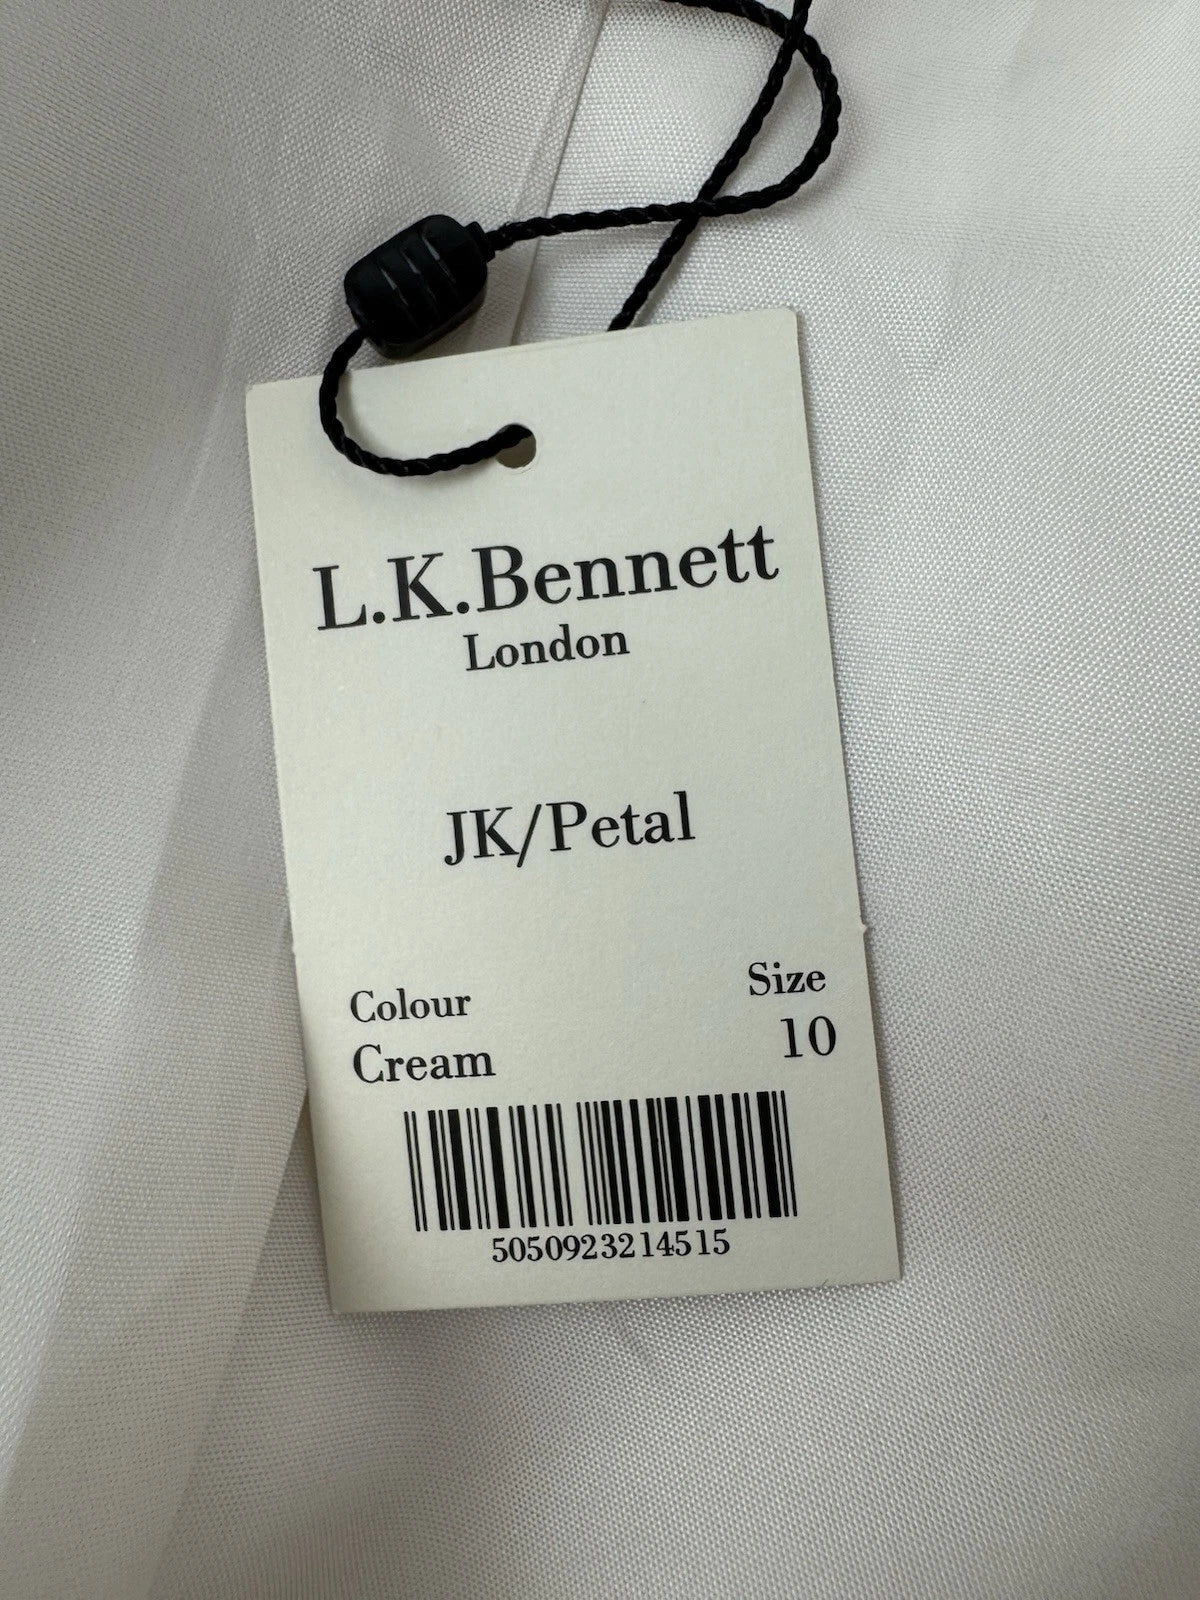 L.K.Bennett
London
JK/Petal
Colour
Size
Cream
10
5050923214515